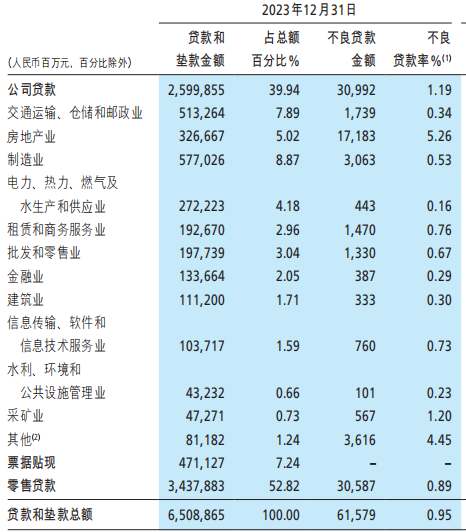 2023年12月31日
贷款和 占总额 不良贷款 不良
(人民币百万元，百分比除外) 垫款金额 百分比% 金额 贷款率%(1)
公司贷款 2,599,855 39.94 30,992 1.19
交通运输、仓储和邮政业 513,264 7.89 1,739 0.34
房地产业 326,667 5.02 17,183 5.26
制造业 577,026 8.87 3,063 0.53
电力、热力、燃气及
水生产和供应业 272,223 4.18 443 0.16
租赁和商务服务业 192,670 2.96 1,470 0.76
批发和零售业 197,739 3.04 1,330 0.67
金融业 133,664 2.05 387 0.29
建筑业 111,200 1.71 333 0.30
信息传输、软件和
信息技术服务业 103,717 1.59 760 0.73
水利、环境和
公共设施管理业 43,232 0.66 101 0.23
采矿业 47,271 0.73 567 1.20
其他(2) 81,182 1.24 3,616 4.45
票据贴现 471,127 7.24 – –
零售贷款 3,437,883 52.82 30,587 0.89
贷款和垫款总额 6,508,865 100.00 61,579 0.95